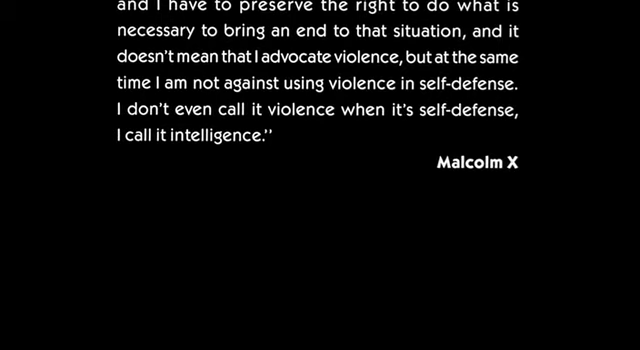 and I have to preserve the right to do what is
necessary to bring an end to that situation, and it
doesn't mean that I advocate violence, but at the same
time I am not against using violence in self-defense.
I don't even call it violence when it's self-defense,
I call it intelligence."
Malcolm X